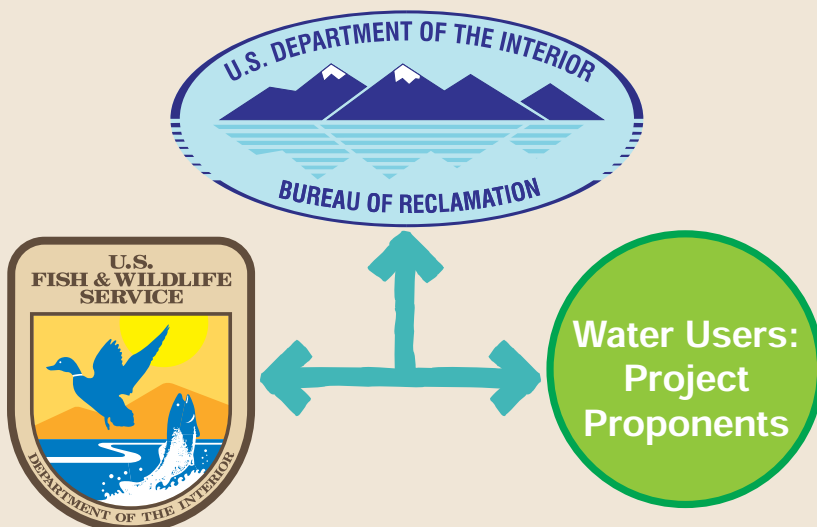 U.S. DEPARTMENT OF THE INTERIOR
BUREAU OF RECLAMATION
U.S.
FISH & WILDLIFE
SERVICE
DEPARTMENT OF THE INTERIOR
Water Users:
Project
Proponents